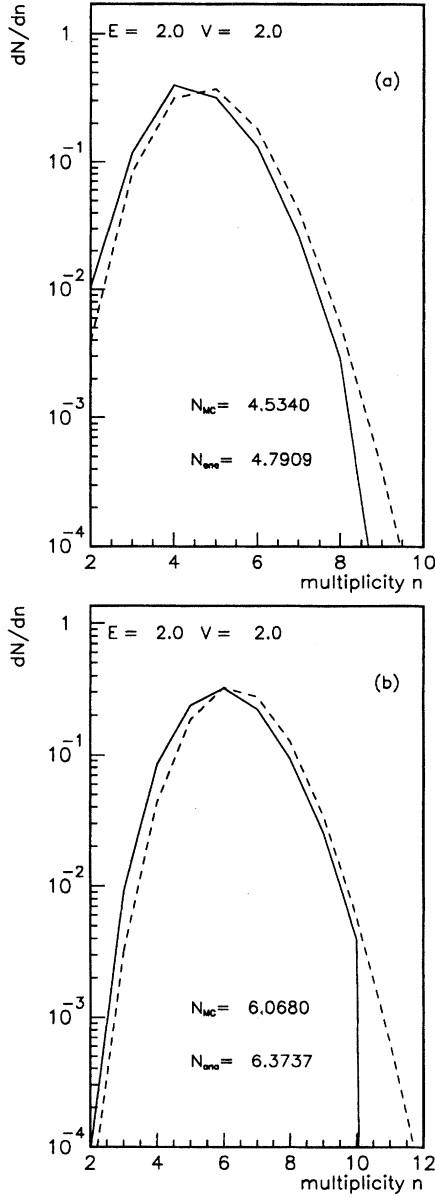 dN/dn
1
E = 2.0 V = 2.0
(a)
10^-1
10^-2
10^-3
N_MC = 4.5340
N_ana = 4.7909
10^-4
2 4 6 8 10
multiplicity n
dN/dn
1
E = 2.0 V = 2.0
(b)
10^-1
10^-2
10^-3
N_MC = 6.0680
N_ana = 6.3737
10^-4
2 4 6 8 10 12
multiplicity n